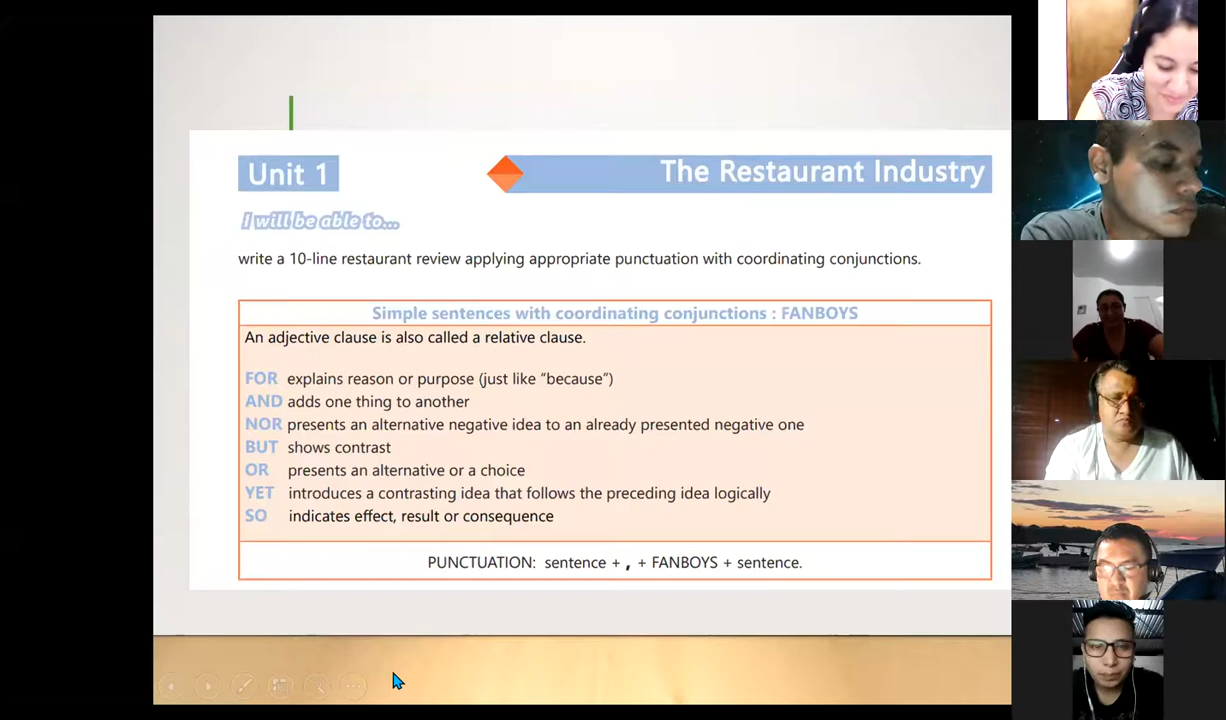 Unit 1
The Restaurant Industry
I will be able to...
write a 10-line restaurant review applying appropriate punctuation with coordinating conjunctions.
Simple sentences with coordinating conjunctions : FANBOYS
An adjective clause is also called a relative clause.
FOR explains reason or purpose (just like “because”)
AND adds one thing to another
NOR presents an alternative negative idea to an already presented negative one
BUT shows contrast
OR presents an alternative or a choice
YET introduces a contrasting idea that follows the preceding idea logically
SO indicates effect, result or consequence
PUNCTUATION: sentence + , + FANBOYS + sentence.